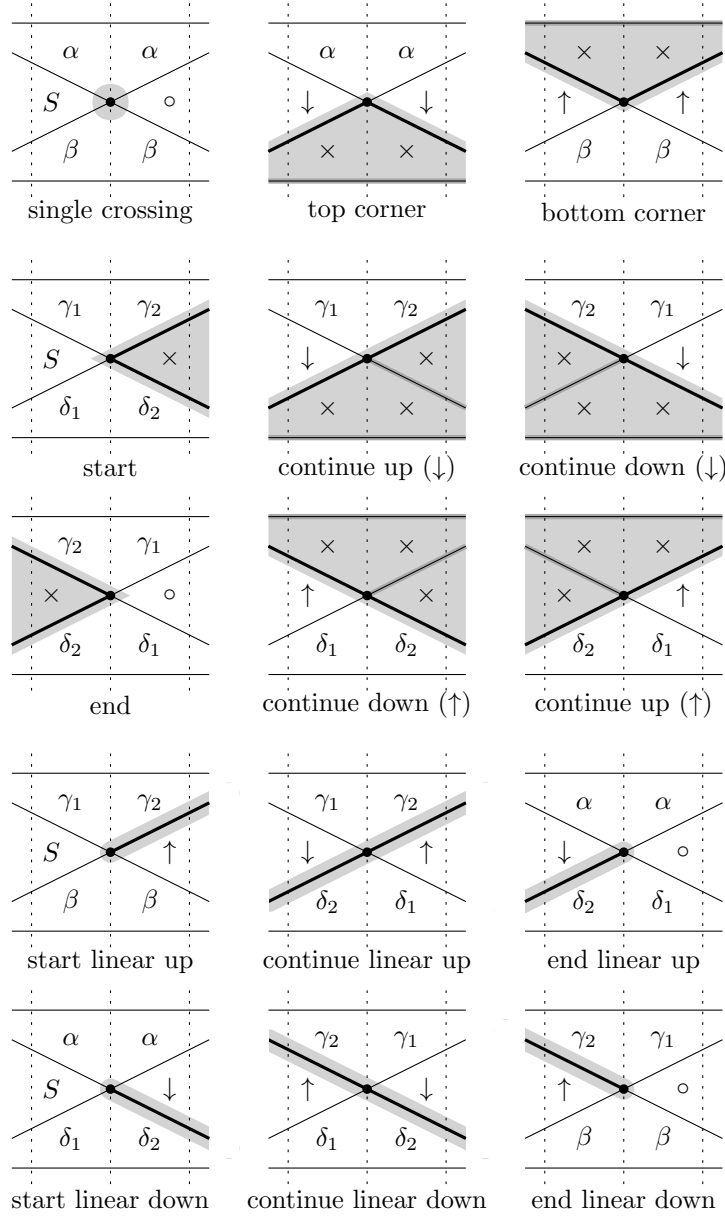 α α
S ○
β β
single crossing
α α
↓ ↓
× ×
top corner
× ×
↑ ↑
β β
bottom corner
γ₁ γ₂
S ×
δ₁ δ₂
start
γ₁ γ₂
↓ ×
× ×
continue up (↓)
γ₂ γ₁
× ↓
× ×
continue down (↓)
γ₂ γ₁
× ○
δ₂ δ₁
end
× ×
↑ ×
δ₁ δ₂
continue down (↑)
× ×
× ↑
δ₂ δ₁
continue up (↑)
γ₁ γ₂
S ↑
β β
start linear up
γ₁ γ₂
↓ ↑
δ₂ δ₁
continue linear up
α α
↓ ○
δ₂ δ₁
end linear up
α α
S ↓
δ₁ δ₂
start linear down
γ₂ γ₁
↑ ↓
δ₁ δ₂
continue linear down
γ₂ γ₁
↑ ○
β β
end linear down